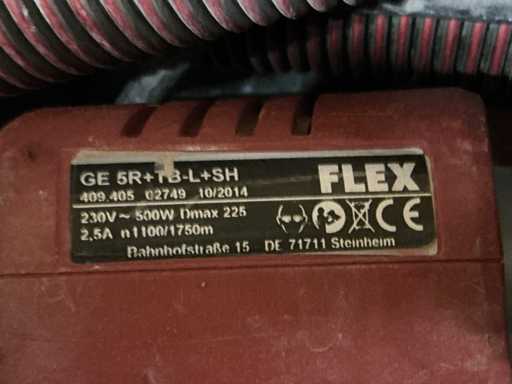 GE 5R+TB-L+SH
FLEX
409.405 02749 10/2014
230V~ 500W Dmax 225
2,5A n1100/1750m
CE
Bahnhofstraße 15 DE 71711 Steinheim